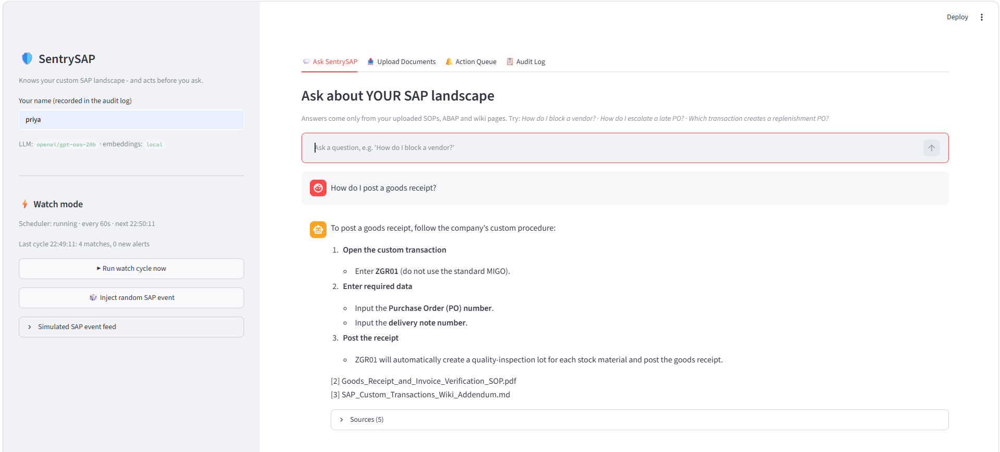 Deploy
SentrySAP
Knows your custom SAP landscape - and acts before you ask.
Your name (recorded in the audit log)
priya
LLM: openai/gpt-oss-20b · embeddings: local
Watch mode
Scheduler: running · every 60s · next 22:50:11
Last cycle 22:49:11: 4 matches, 0 new alerts
Run watch cycle now
Inject random SAP event
Simulated SAP event feed
Ask SentrySAP
Upload Documents
Action Queue
Audit Log
Ask about YOUR SAP landscape
Answers come only from your uploaded SOPs, ABAP and wiki pages. Try: How do I block a vendor? · How do I escalate a late PO? · Which transaction creates a replenishment PO?
Ask a question, e.g. 'How do I block a vendor?'
How do I post a goods receipt?
To post a goods receipt, follow the company’s custom procedure:
1. Open the custom transaction
Enter ZGR01 (do not use the standard MIGO).
2. Enter required data
Input the Purchase Order (PO) number.
Input the delivery note number.
3. Post the receipt
ZGR01 will automatically create a quality-inspection lot for each stock material and post the goods receipt.
[2] Goods_Receipt_and_Invoice_Verification_SOP.pdf
[3] SAP_Custom_Transactions_Wiki_Addendum.md
Sources (5)